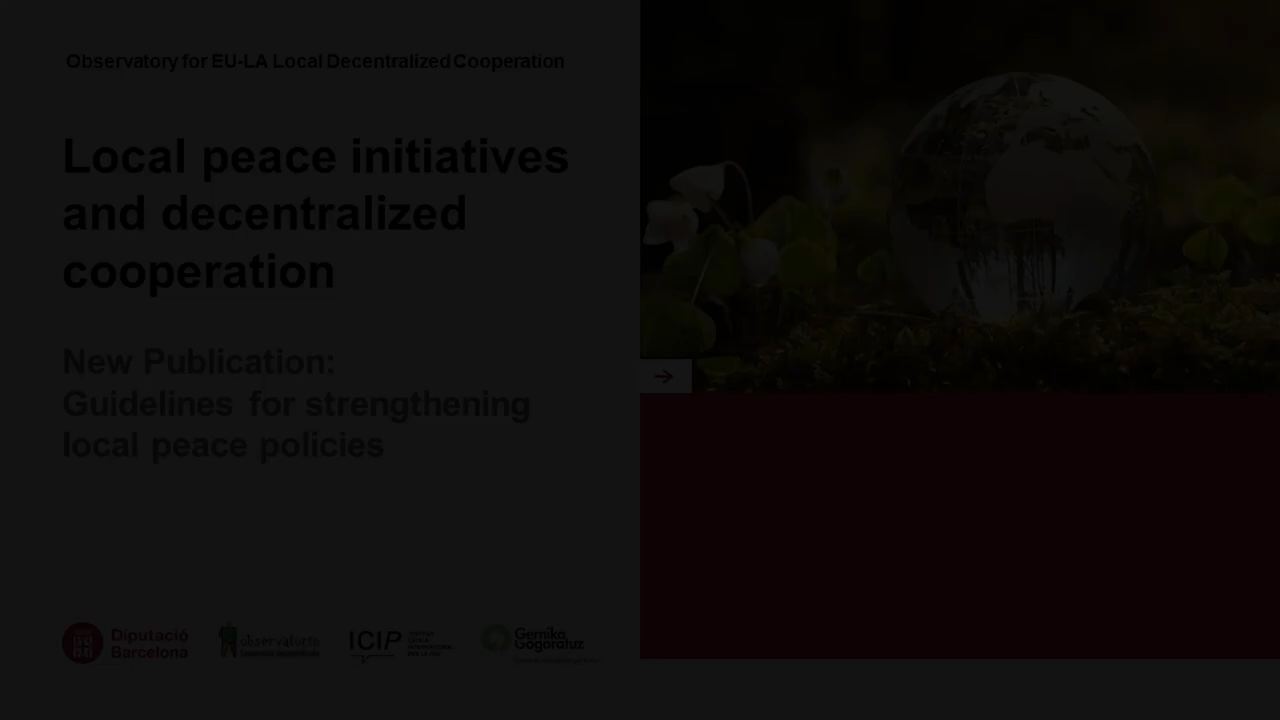 Observatory for EU-LA Local Decentralized Cooperation
Local peace initiatives
and decentralized
cooperation
New Publication:
Guidelines for strengthening
local peace policies
Diputació
Barcelona
observatorio
ICIP
Gernika
Gogoratuz